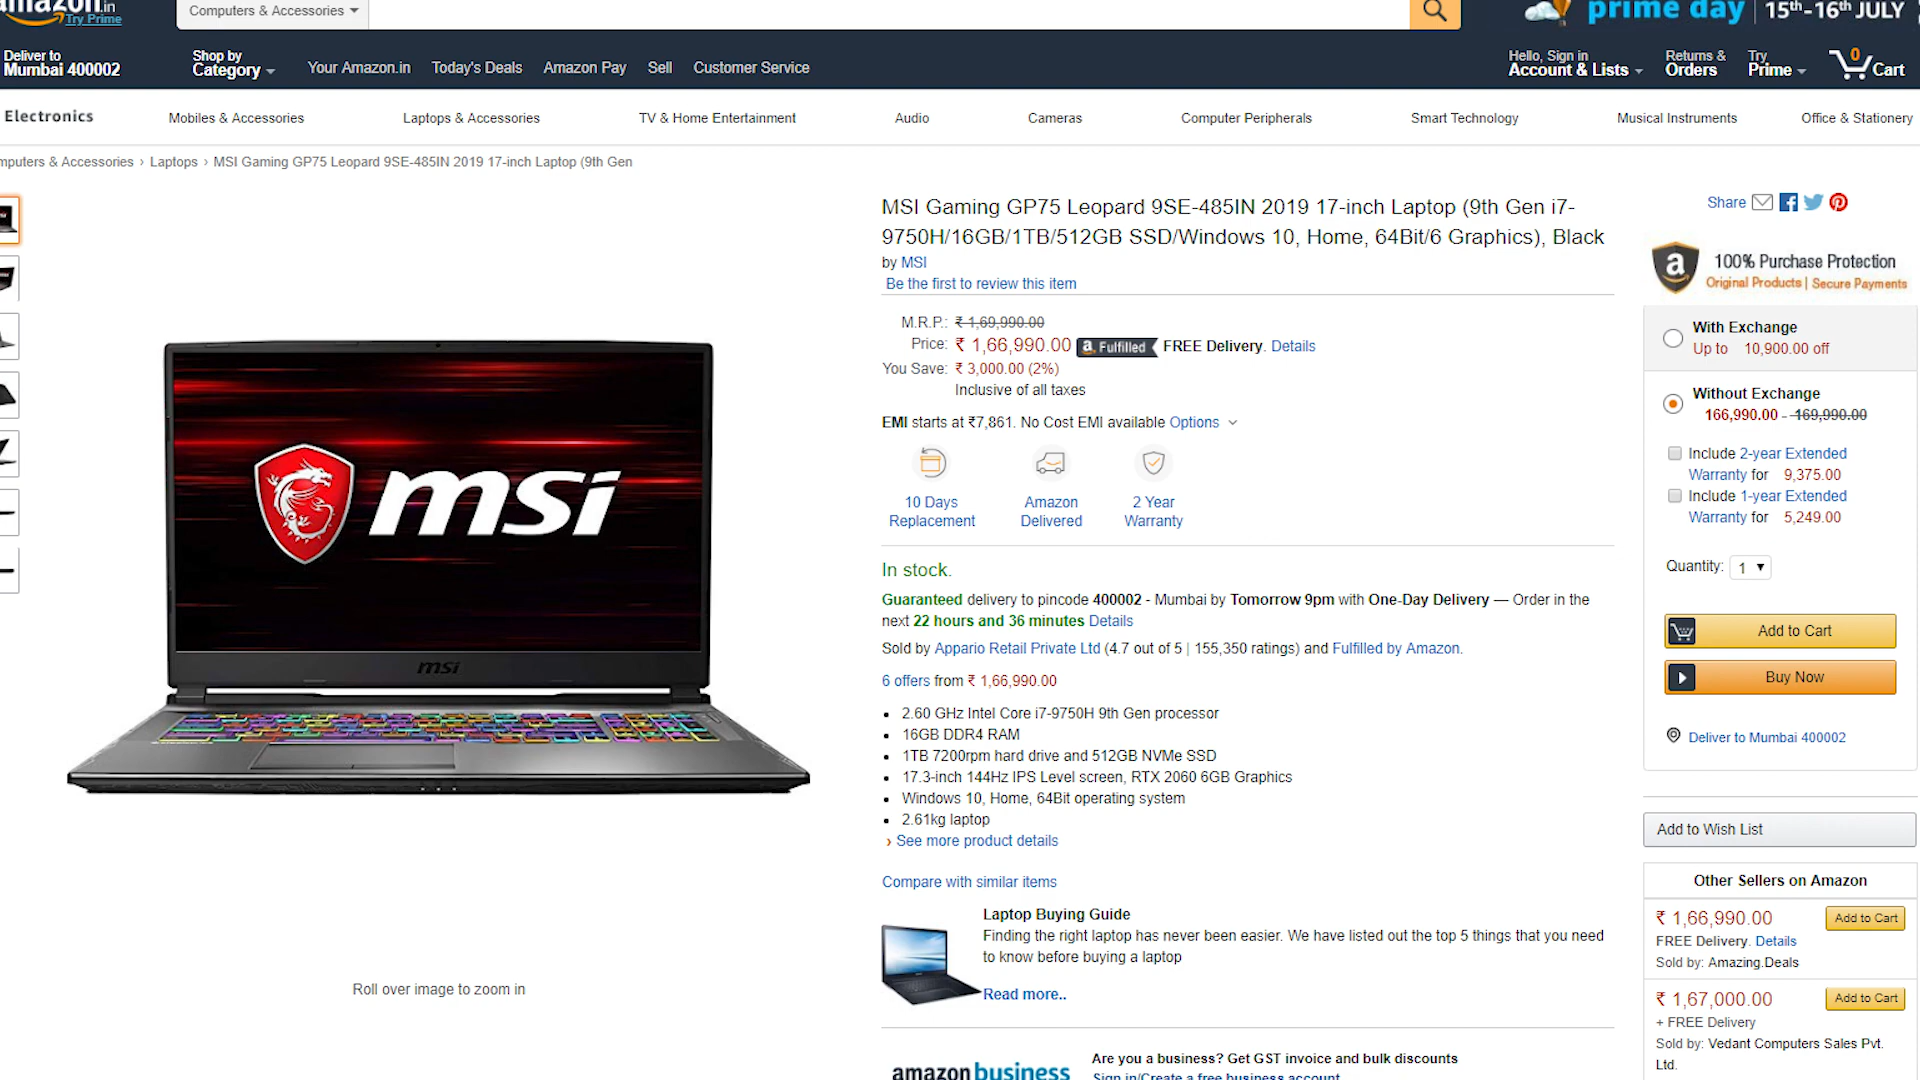 amazon.in
Try Prime
Computers & Accessories
prime day
15th-16th JULY
Deliver to
Mumbai 400002
Shop by
Category
Your Amazon.in
Today's Deals
Amazon Pay
Sell
Customer Service
Hello, Sign in
Account & Lists
Returns &
Orders
Try
Prime
0
Cart
Electronics
Mobiles & Accessories
Laptops & Accessories
TV & Home Entertainment
Audio
Cameras
Computer Peripherals
Smart Technology
Musical Instruments
Office & Stationery
mputers & Accessories › Laptops › MSI Gaming GP75 Leopard 9SE-485IN 2019 17-inch Laptop (9th Gen
msi
msi
Roll over image to zoom in
MSI Gaming GP75 Leopard 9SE-485IN 2019 17-inch Laptop (9th Gen i7-
9750H/16GB/1TB/512GB SSD/Windows 10, Home, 64Bit/6 Graphics), Black
by MSI
Be the first to review this item
M.R.P.: ₹ 1,69,990.00
Price: ₹ 1,66,990.00 a Fulfilled FREE Delivery. Details
You Save: ₹ 3,000.00 (2%)
Inclusive of all taxes
EMI starts at ₹7,861. No Cost EMI available Options
10 Days
Replacement
Amazon
Delivered
2 Year
Warranty
In stock.
Guaranteed delivery to pincode 400002 - Mumbai by Tomorrow 9pm with One-Day Delivery — Order in the
next 22 hours and 36 minutes Details
Sold by Appario Retail Private Ltd (4.7 out of 5 | 155,350 ratings) and Fulfilled by Amazon.
6 offers from ₹ 1,66,990.00
• 2.60 GHz Intel Core i7-9750H 9th Gen processor
• 16GB DDR4 RAM
• 1TB 7200rpm hard drive and 512GB NVMe SSD
• 17.3-inch 144Hz IPS Level screen, RTX 2060 6GB Graphics
• Windows 10, Home, 64Bit operating system
• 2.61kg laptop
› See more product details
Compare with similar items
Laptop Buying Guide
Finding the right laptop has never been easier. We have listed out the top 5 things that you need
to know before buying a laptop
Read more..
amazon business
Are you a business? Get GST invoice and bulk discounts
Sign in/Create a free business account
Share
a
100% Purchase Protection
Original Products | Secure Payments
With Exchange
Up to 10,900.00 off
Without Exchange
166,990.00 - 169,990.00
Include 2-year Extended
Warranty for 9,375.00
Include 1-year Extended
Warranty for 5,249.00
Quantity: 1
Add to Cart
Buy Now
Deliver to Mumbai 400002
Add to Wish List
Other Sellers on Amazon
₹ 1,66,990.00
Add to Cart
FREE Delivery. Details
Sold by: Amazing.Deals
₹ 1,67,000.00
Add to Cart
+ FREE Delivery
Sold by: Vedant Computers Sales Pvt.
Ltd.